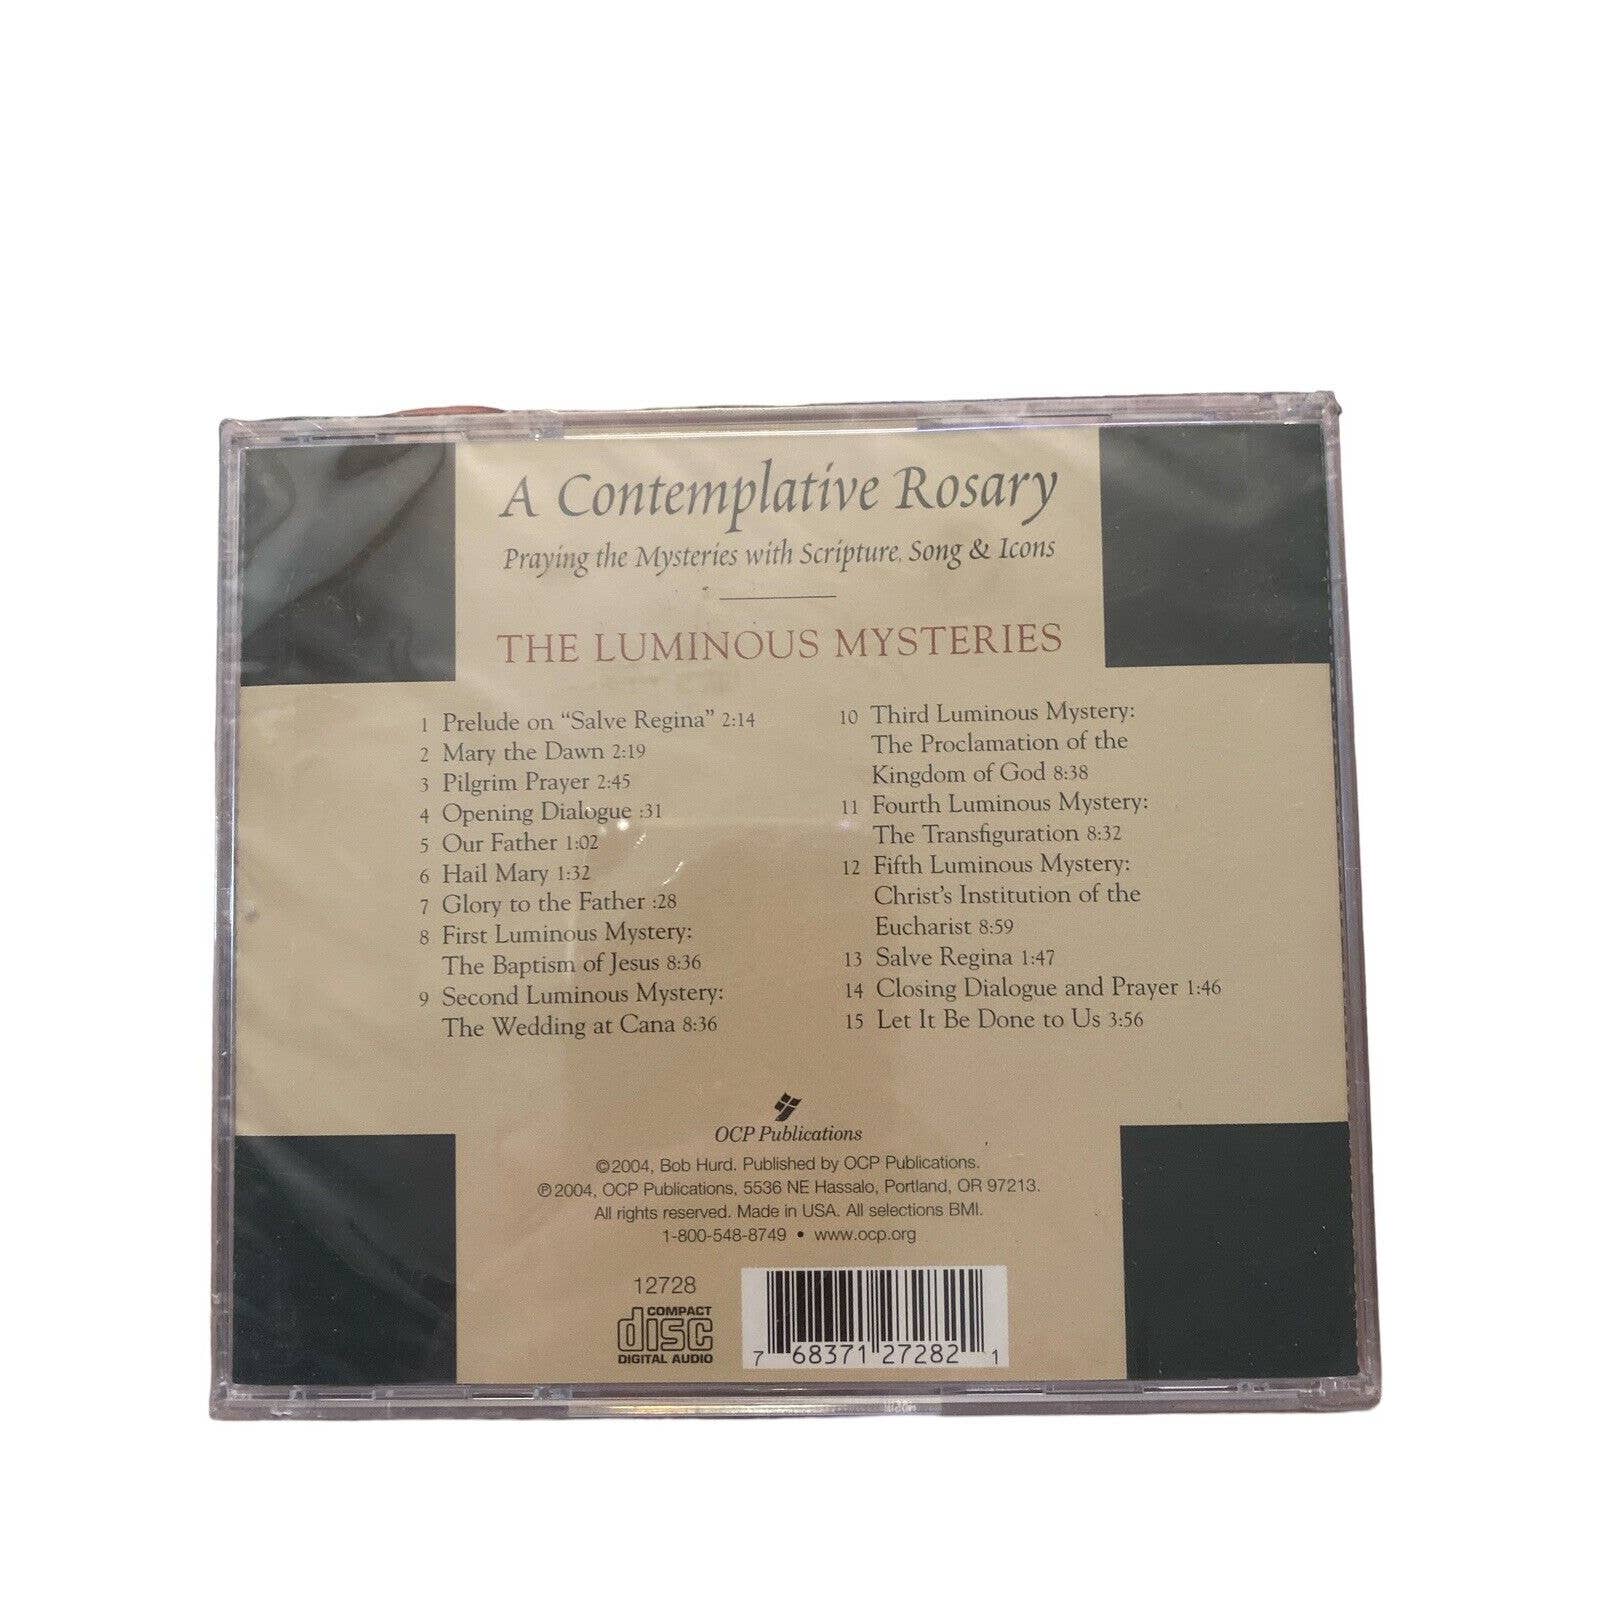 A Contemplative Rosary
Praying the Mysteries with Scripture, Song & Icons
THE LUMINOUS MYSTERIES
1 Prelude on “Salve Regina” 2:14
2 Mary the Dawn 2:19
3 Pilgrim Prayer 2:45
4 Opening Dialogue :31
5 Our Father 1:02
6 Hail Mary 1:32
7 Glory to the Father :28
8 First Luminous Mystery:
The Baptism of Jesus 8:36
9 Second Luminous Mystery:
The Wedding at Cana 8:36
10 Third Luminous Mystery:
The Proclamation of the
Kingdom of God 8:38
11 Fourth Luminous Mystery:
The Transfiguration 8:32
12 Fifth Luminous Mystery:
Christ’s Institution of the
Eucharist 8:59
13 Salve Regina 1:47
14 Closing Dialogue and Prayer 1:46
15 Let It Be Done to Us 3:56
OCP Publications
©2004, Bob Hurd. Published by OCP Publications.
℗2004, OCP Publications, 5536 NE Hassalo, Portland, OR 97213.
All rights reserved. Made in USA. All selections BMI.
1-800-548-8749 • www.ocp.org
12728
COMPACT
disc
DIGITAL AUDIO
7 68371 27282 1